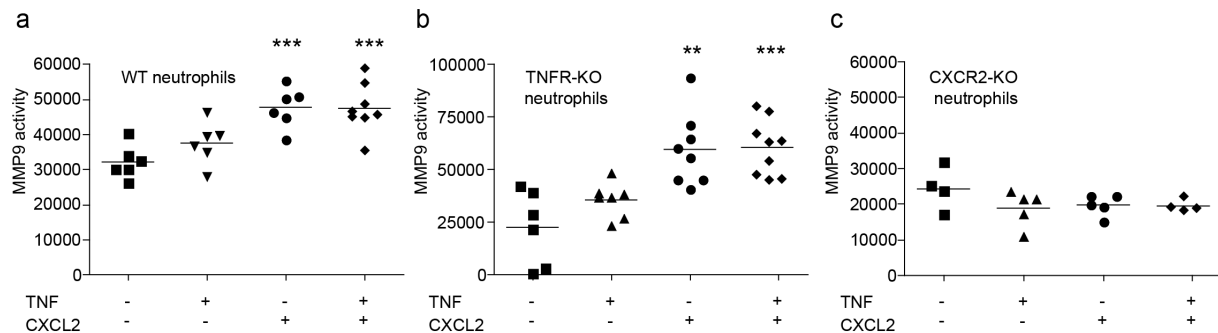 a
*** ***
WT neutrophils
MMP9 activity
60000
50000
40000
30000
20000
10000
0
TNF - + - +
CXCL2 - - + +
b
** ***
TNFR-KO
neutrophils
MMP9 activity
100000
75000
50000
25000
0
TNF - + - +
CXCL2 - - + +
c
CXCR2-KO
neutrophils
MMP9 activity
60000
50000
40000
30000
20000
10000
0
TNF - + - +
CXCL2 - - + +